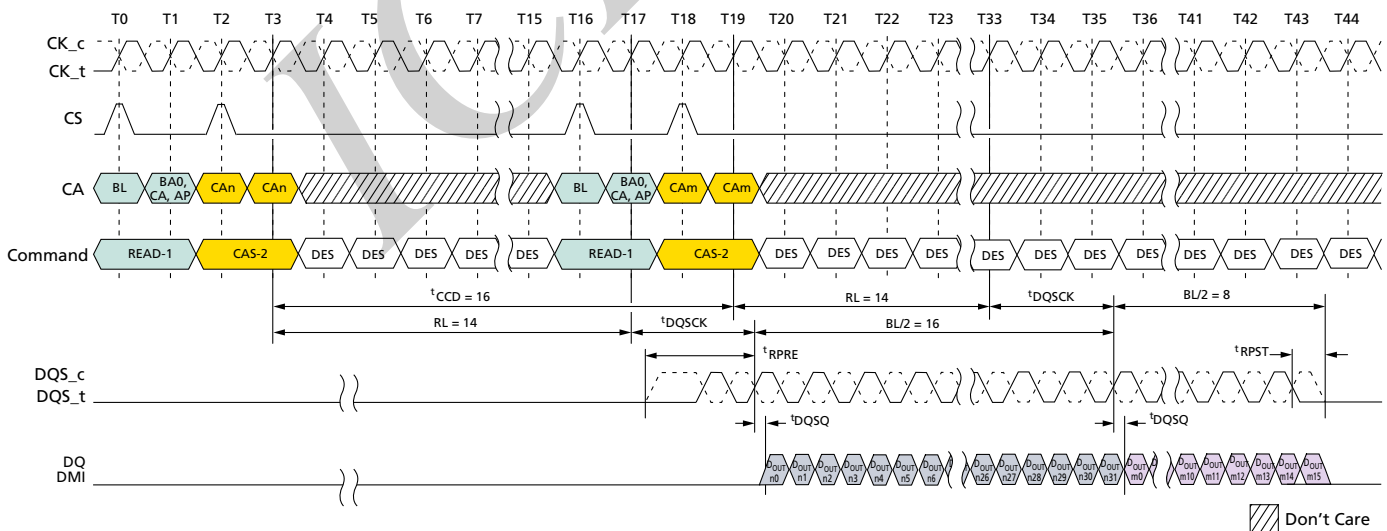 T0 T1 T2 T3 T4 T5 T6 T7 T15 T16 T17 T18 T19 T20 T21 T22 T23 T33 T34 T35 T36 T41 T42 T43 T44
CK_c
CK_t
CS
CA BL BA0, CA, AP CAn CAn BL BA0, CA, AP CAm CAm
Command READ-1 CAS-2 DES DES DES DES DES READ-1 CAS-2 DES DES DES DES DES DES DES DES DES DES DES DES
tCCD = 16 RL = 14 tDQSCK BL/2 = 8
RL = 14 tDQSCK BL/2 = 16
tRPRE tRPST
DQS_c
DQS_t
tDQSQ tDQSQ
DQ
DMI
DOUT n0 DOUT n1 DOUT n2 DOUT n3 DOUT n4 DOUT n5 DOUT n6 DOUT n26 DOUT n27 DOUT n28 DOUT n29 DOUT n30 DOUT n31 DOUT m0 DOUT m10 DOUT m11 DOUT m12 DOUT m13 DOUT m14 DOUT m15
Don't Care